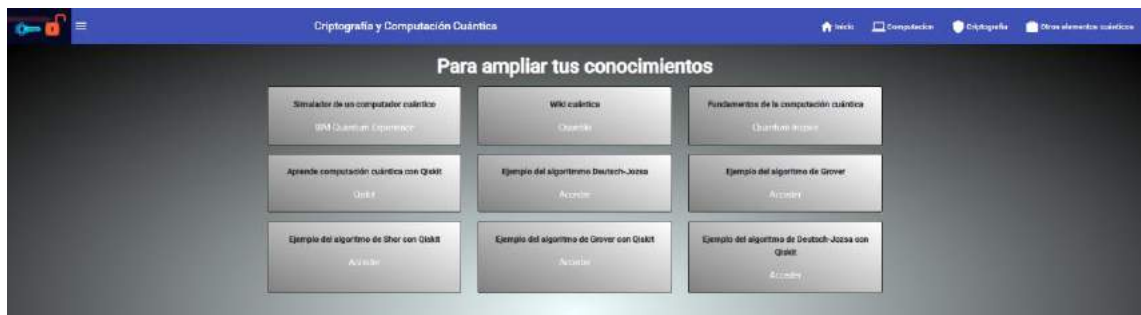 Criptografía y Computación Cuántica
Inicio
Computacion
Criptografia
Otros elementos cuánticos
Para ampliar tus conocimientos
Simulador de un computador cuántico
IBM Quantum Experience
Wiki cuántica
Quantiki
Fundamentos de la computación cuántica
Quantum Inspire
Aprende computación cuántica con Qiskit
Qiskit
Ejemplo del algoritmmo Deutsch-Jozsa
Acceder
Ejemplo del algoritmo de Grover
Acceder
Ejemplo del algoritmo de Shor con Qiskit
Acceder
Ejemplo del algoritmo de Grover con Qiskit
Acceder
Ejemplo del algoritmo de Deutsch-Jozsa con
Qiskit
Acceder